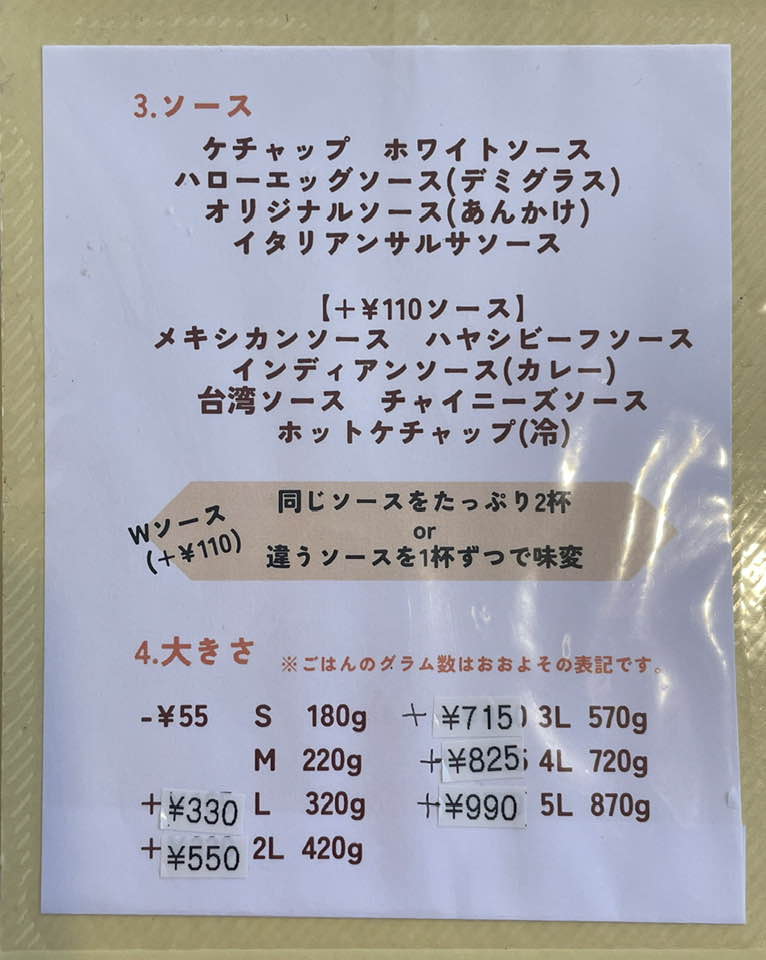 3.ソース
ケチャップ ホワイトソース
ハローエッグソース(デミグラス)
オリジナルソース(あんかけ)
イタリアンサルサソース
【+¥110ソース】
メキシカンソース ハヤシビーフソース
インディアンソース(カレー)
台湾ソース チャイニーズソース
ホットケチャップ(冷)
Wソース
(+¥110)
同じソースをたっぷり2杯
or
違うソースを1杯ずつで味変
4.大きさ ※ごはんのグラム数はおおよその表記です。
-¥55 S 180g
M 220g
+¥330 L 320g
+¥550 2L 420g
+¥715 3L 570g
+¥825 4L 720g
+¥990 5L 870g